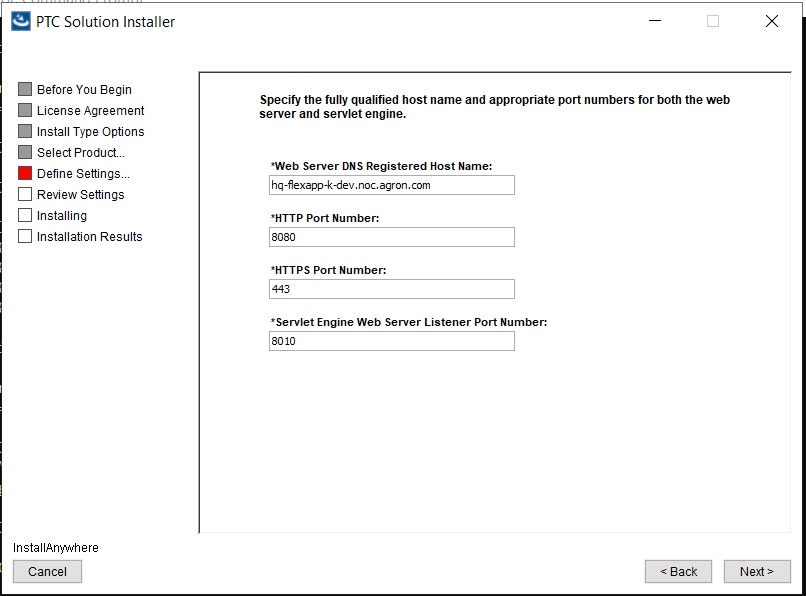 PTC Solution Installer
Before You Begin
License Agreement
Install Type Options
Select Product...
Define Settings...
Review Settings
Installing
Installation Results
Specify the fully qualified host name and appropriate port numbers for both the web
server and servlet engine.
*Web Server DNS Registered Host Name:
hq-flexapp-k-dev.noc.agron.com
*HTTP Port Number:
8080
*HTTPS Port Number:
443
*Servlet Engine Web Server Listener Port Number:
8010
InstallAnywhere
Cancel
< Back
Next >